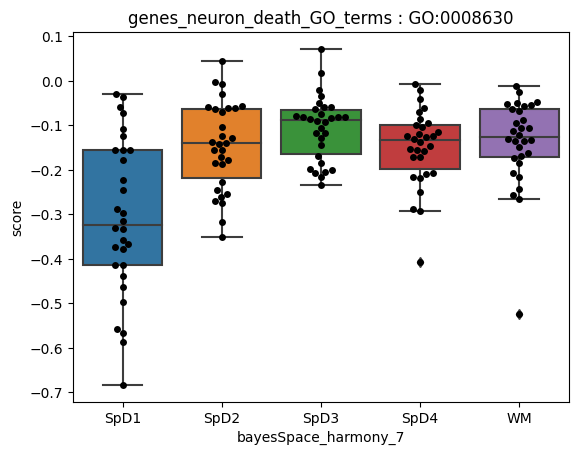 genes_neuron_death_GO_terms : GO:0008630
0.1
0.0
−0.1
−0.2
−0.3
−0.4
−0.5
−0.6
−0.7
score
SpD1 SpD2 SpD3 SpD4 WM
bayesSpace_harmony_7